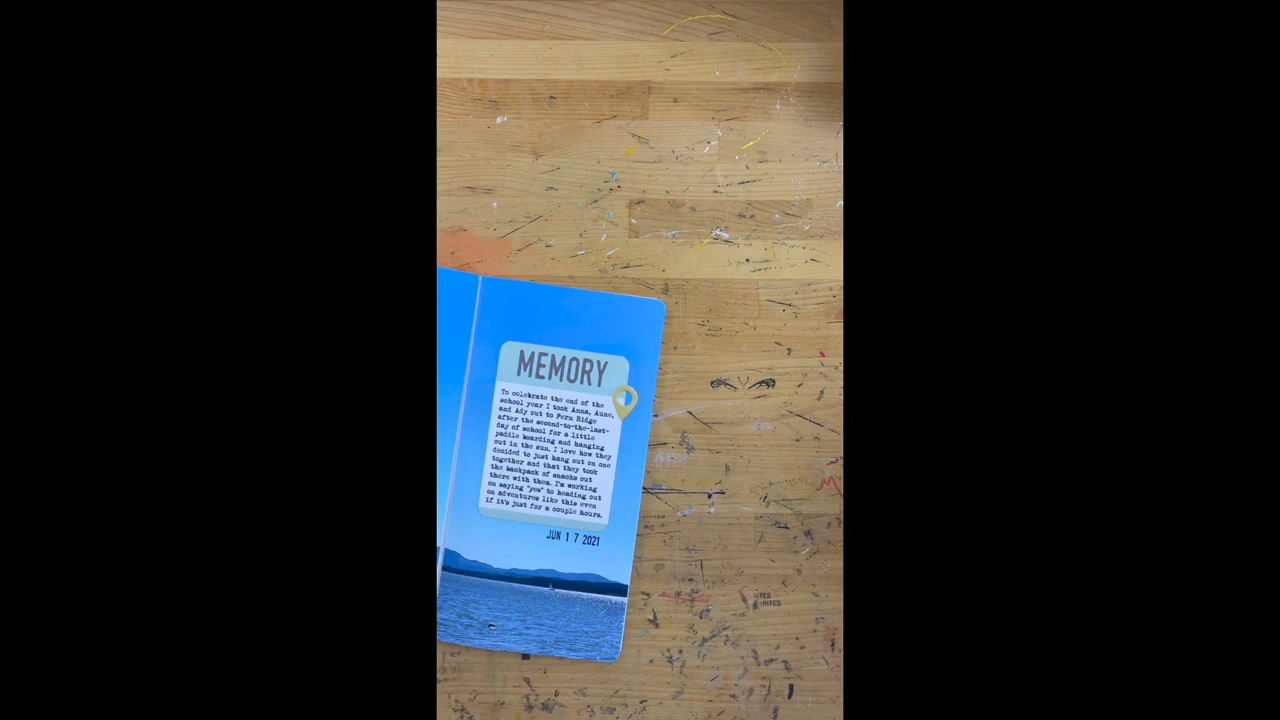 MEMORY
To celebrate the end of the
school year I took Anna, Aune,
and Ady out to Fern Ridge
after the second-to-the-last-
day of school for a little
paddle boarding and hanging
out in the sun. I love how they
decided to just hang out on one
together and that they took
the backpack of snacks out
there with them. I'm working
on saying "yes" to heading out
on adventures like this even
if it's just for a couple hours.
JUN 1 7 2021